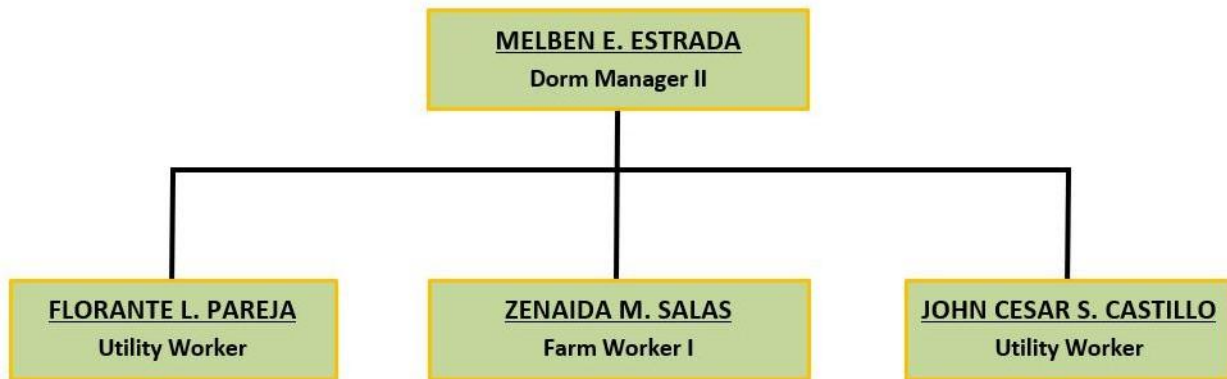 MELBEN E. ESTRADA
Dorm Manager II
FLORANTE L. PAREJA
Utility Worker
ZENAIDA M. SALAS
Farm Worker I
JOHN CESAR S. CASTILLO
Utility Worker